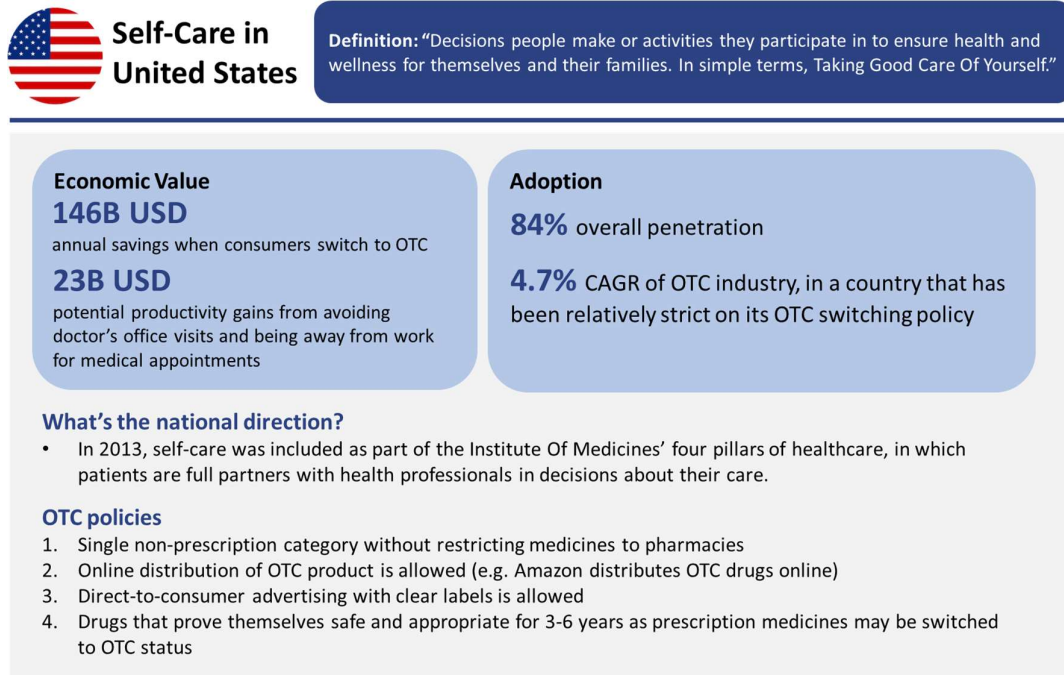 Self-Care in
United States
Definition: “Decisions people make or activities they participate in to ensure health and
wellness for themselves and their families. In simple terms, Taking Good Care Of Yourself.”
Economic Value
146B USD
annual savings when consumers switch to OTC
23B USD
potential productivity gains from avoiding
doctor’s office visits and being away from work
for medical appointments
Adoption
84% overall penetration
4.7% CAGR of OTC industry, in a country that has
been relatively strict on its OTC switching policy
What’s the national direction?
• In 2013, self-care was included as part of the Institute Of Medicines’ four pillars of healthcare, in which
patients are full partners with health professionals in decisions about their care.
OTC policies
1. Single non-prescription category without restricting medicines to pharmacies
2. Online distribution of OTC product is allowed (e.g. Amazon distributes OTC drugs online)
3. Direct-to-consumer advertising with clear labels is allowed
4. Drugs that prove themselves safe and appropriate for 3-6 years as prescription medicines may be switched
to OTC status